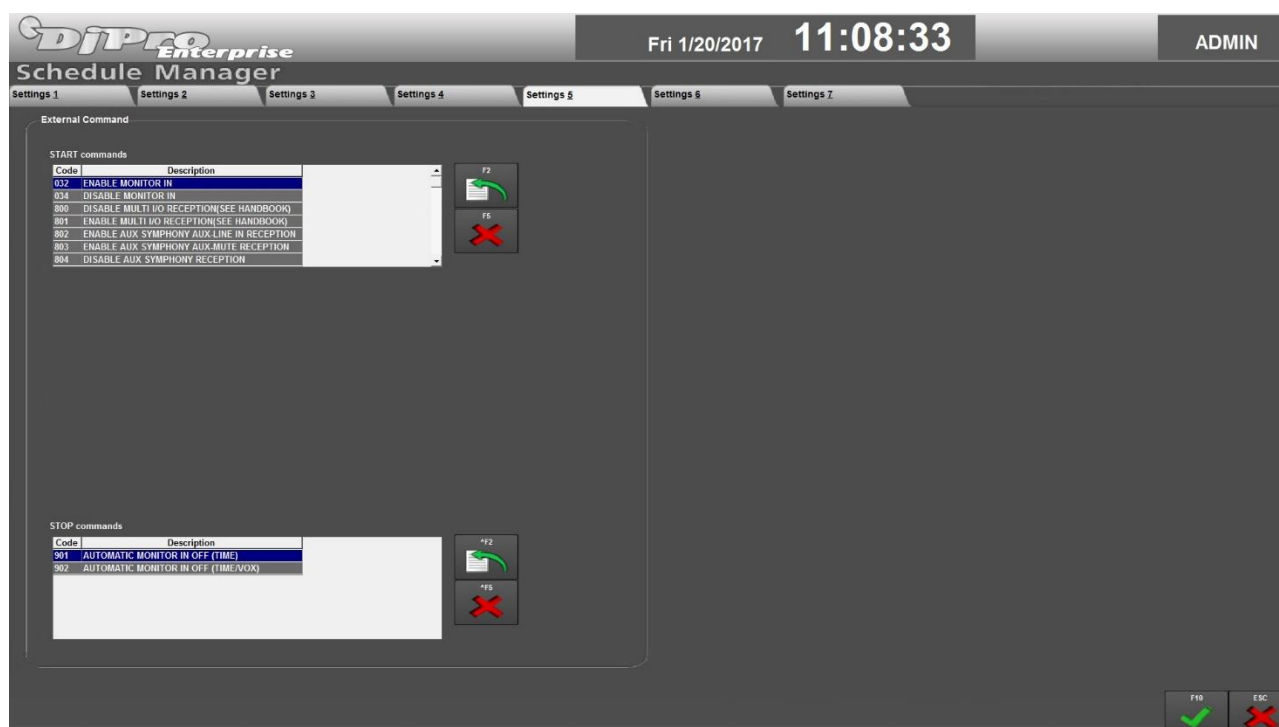 DjPro
Enterprise
Fri 1/20/2017 11:08:33 ADMIN
Schedule Manager
Settings 1 Settings 2 Settings 3 Settings 4 Settings 5 Settings 6 Settings 7
External Command
START commands
Code Description
032 ENABLE MONITOR IN
034 DISABLE MONITOR IN
800 DISABLE MULTI I/O RECEPTION(SEE HANDBOOK)
801 ENABLE MULTI I/O RECEPTION(SEE HANDBOOK)
802 ENABLE AUX SYMPHONY AUX-LINE IN RECEPTION
803 ENABLE AUX SYMPHONY AUX-MUTE RECEPTION
804 DISABLE AUX SYMPHONY RECEPTION
F2
F5
STOP commands
Code Description
901 AUTOMATIC MONITOR IN OFF (TIME)
902 AUTOMATIC MONITOR IN OFF (TIME/VOX)
^F2
^F5
F10 ESC